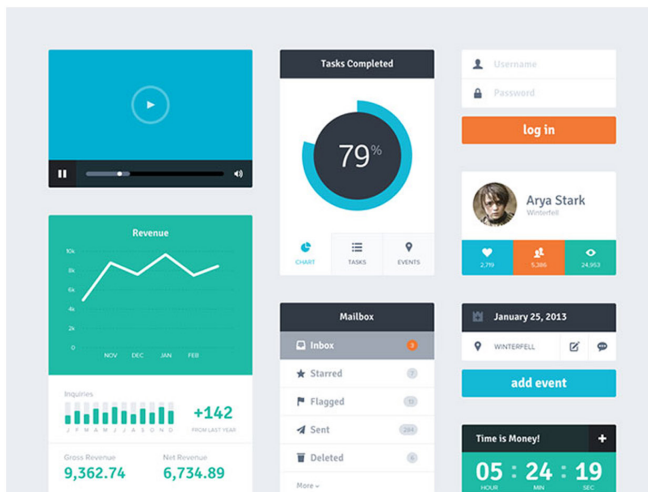 Revenue
10k
8k
6k
4k
2k
0
NOV DEC JAN FEB
Inquiries
J F M A M J J A S O N D
+142
FROM LAST YEAR
Gross Revenue
9,362.74
Net Revenue
6,734.89
Tasks Completed
79%
CHART
TASKS
EVENTS
Mailbox
Inbox 3
Starred 7
Flagged
Sent
Deleted
More
Username
Password
log in
Arya Stark
Winterfell
2,719
5,386
24,953
January 25, 2013
WINTERFELL
add event
Time is Money! +
05 : 24 : 19
HOUR MIN SEC